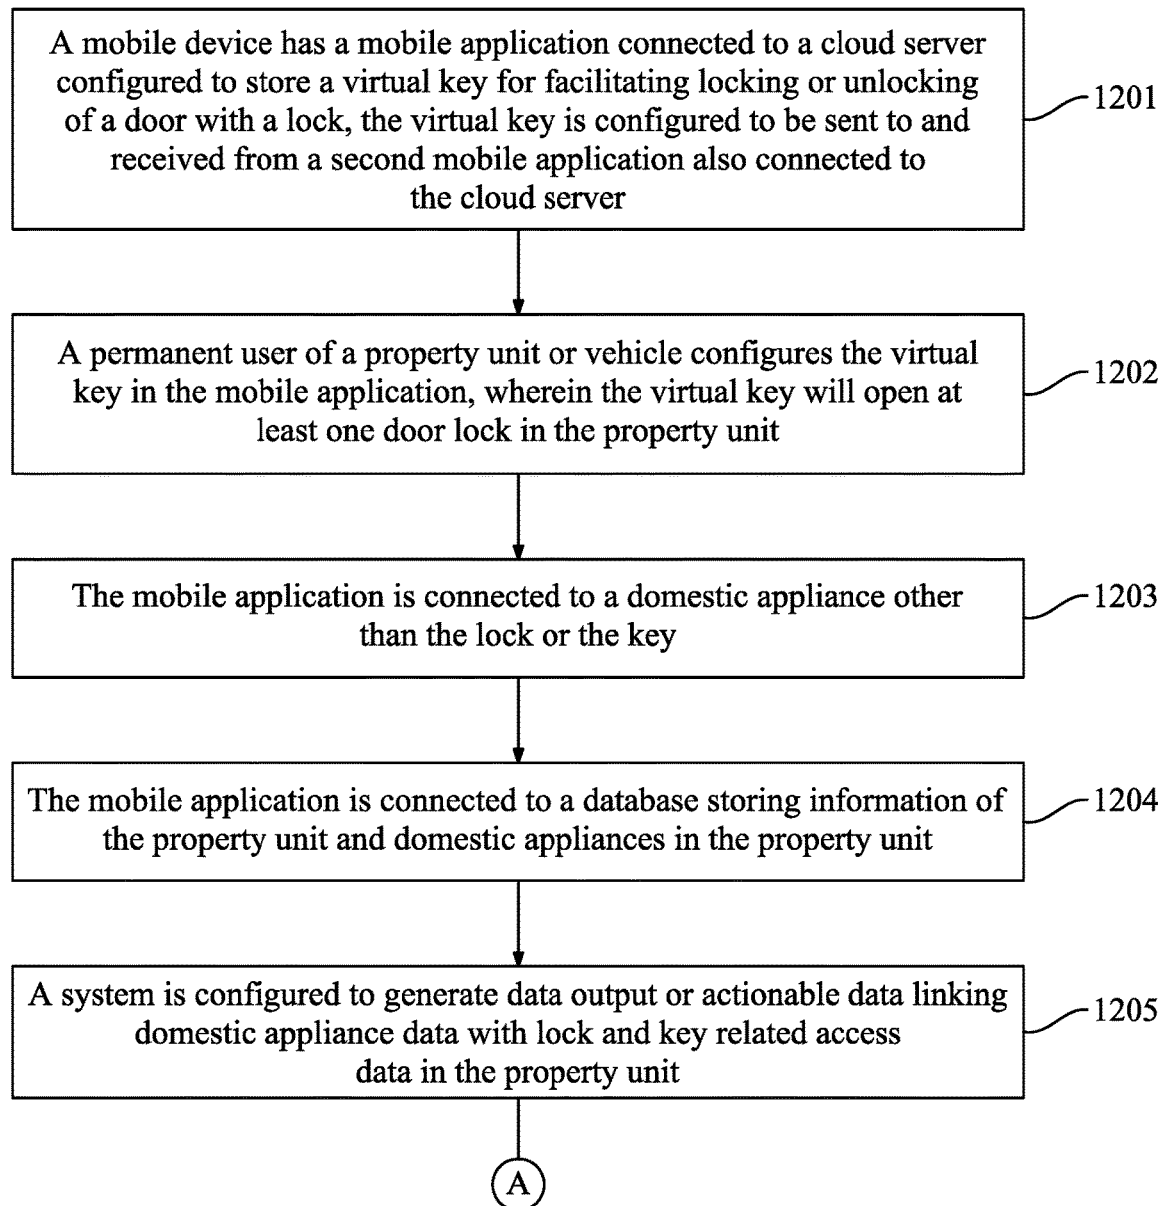 A mobile device has a mobile application connected to a cloud server
configured to store a virtual key for facilitating locking or unlocking
of a door with a lock, the virtual key is configured to be sent to and
received from a second mobile application also connected to
the cloud server
1201
A permanent user of a property unit or vehicle configures the virtual
key in the mobile application, wherein the virtual key will open at
least one door lock in the property unit
1202
The mobile application is connected to a domestic appliance other
than the lock or the key
1203
The mobile application is connected to a database storing information of
the property unit and domestic appliances in the property unit
1204
A system is configured to generate data output or actionable data linking
domestic appliance data with lock and key related access
data in the property unit
1205
A